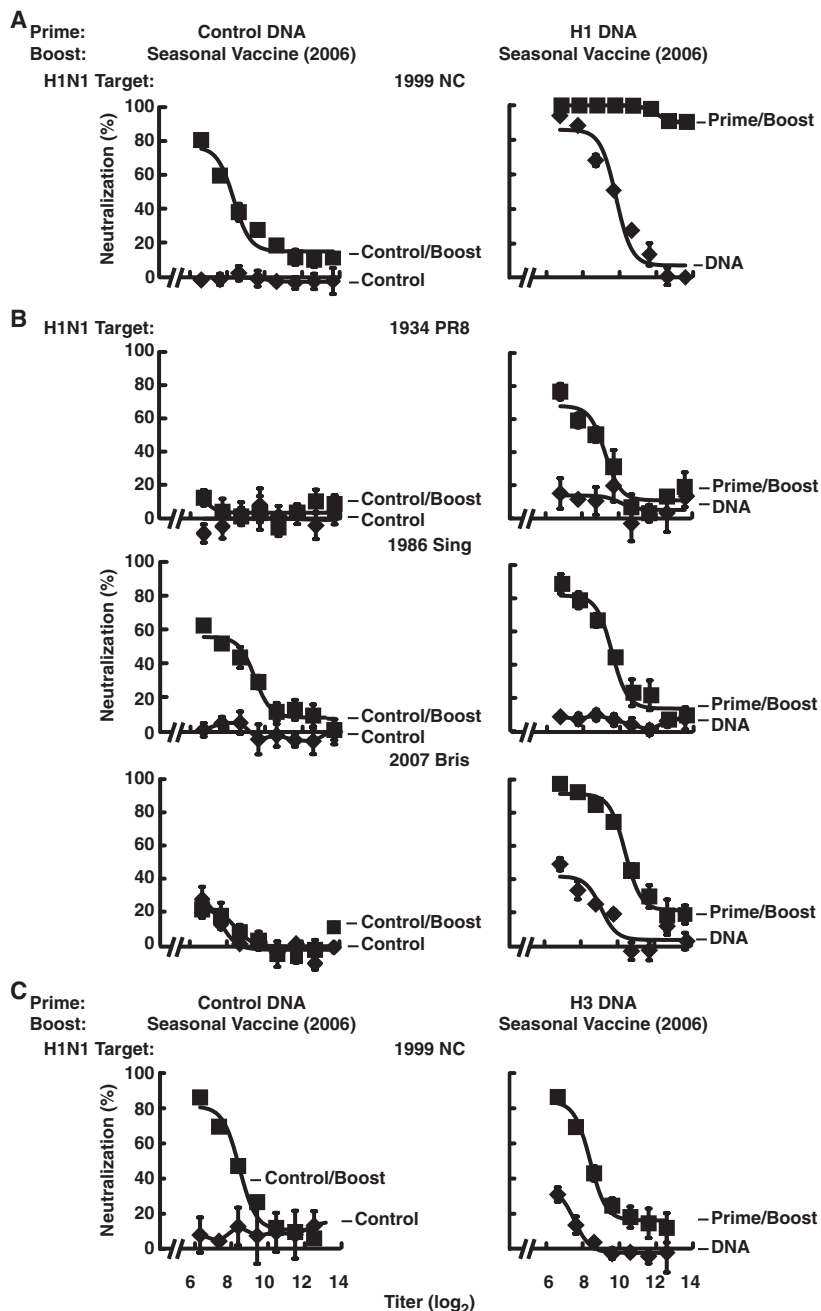 A
Prime: Control DNA H1 DNA
Boost: Seasonal Vaccine (2006) Seasonal Vaccine (2006)
H1N1 Target: 1999 NC
Neutralization (%)
100
80
60
40
20
0
Control/Boost
Control
Prime/Boost
DNA
B
H1N1 Target: 1934 PR8
100
80
60
40
20
0
Control/Boost
Control
Prime/Boost
DNA
1986 Sing
Neutralization (%)
100
80
60
40
20
0
Control/Boost
Control
Prime/Boost
DNA
2007 Bris
100
80
60
40
20
0
Control/Boost
Control
Prime/Boost
DNA
C
Prime: Control DNA H3 DNA
Boost: Seasonal Vaccine (2006) Seasonal Vaccine (2006)
H1N1 Target: 1999 NC
Neutralization (%)
100
80
60
40
20
0
Control/Boost
Control
Prime/Boost
DNA
6 8 10 12 14 6 8 10 12 14
Titer (log2)